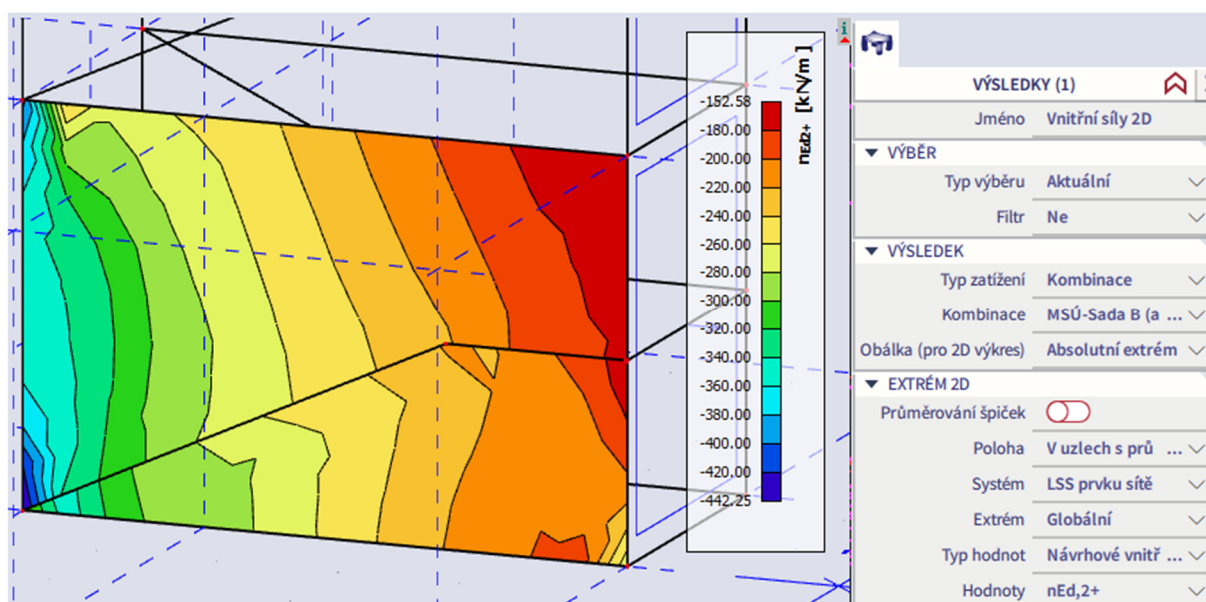 nEd2+ [kN/m]
-152.58
-180.00
-200.00
-220.00
-240.00
-260.00
-280.00
-300.00
-320.00
-340.00
-360.00
-380.00
-400.00
-420.00
-442.25
VÝSLEDKY (1)
Jméno Vnitřní síly 2D
VÝBĚR
Typ výběru Aktuální
Filtr Ne
VÝSLEDEK
Typ zatížení Kombinace
Kombinace MSÚ-Sada B (a ...
Obálka (pro 2D výkres) Absolutní extrém
EXTRÉM 2D
Průměrování špiček
Poloha V uzlech s prů ...
Systém LSS prvku sítě
Extrém Globální
Typ hodnot Návrhové vnitř ...
Hodnoty nEd,2+